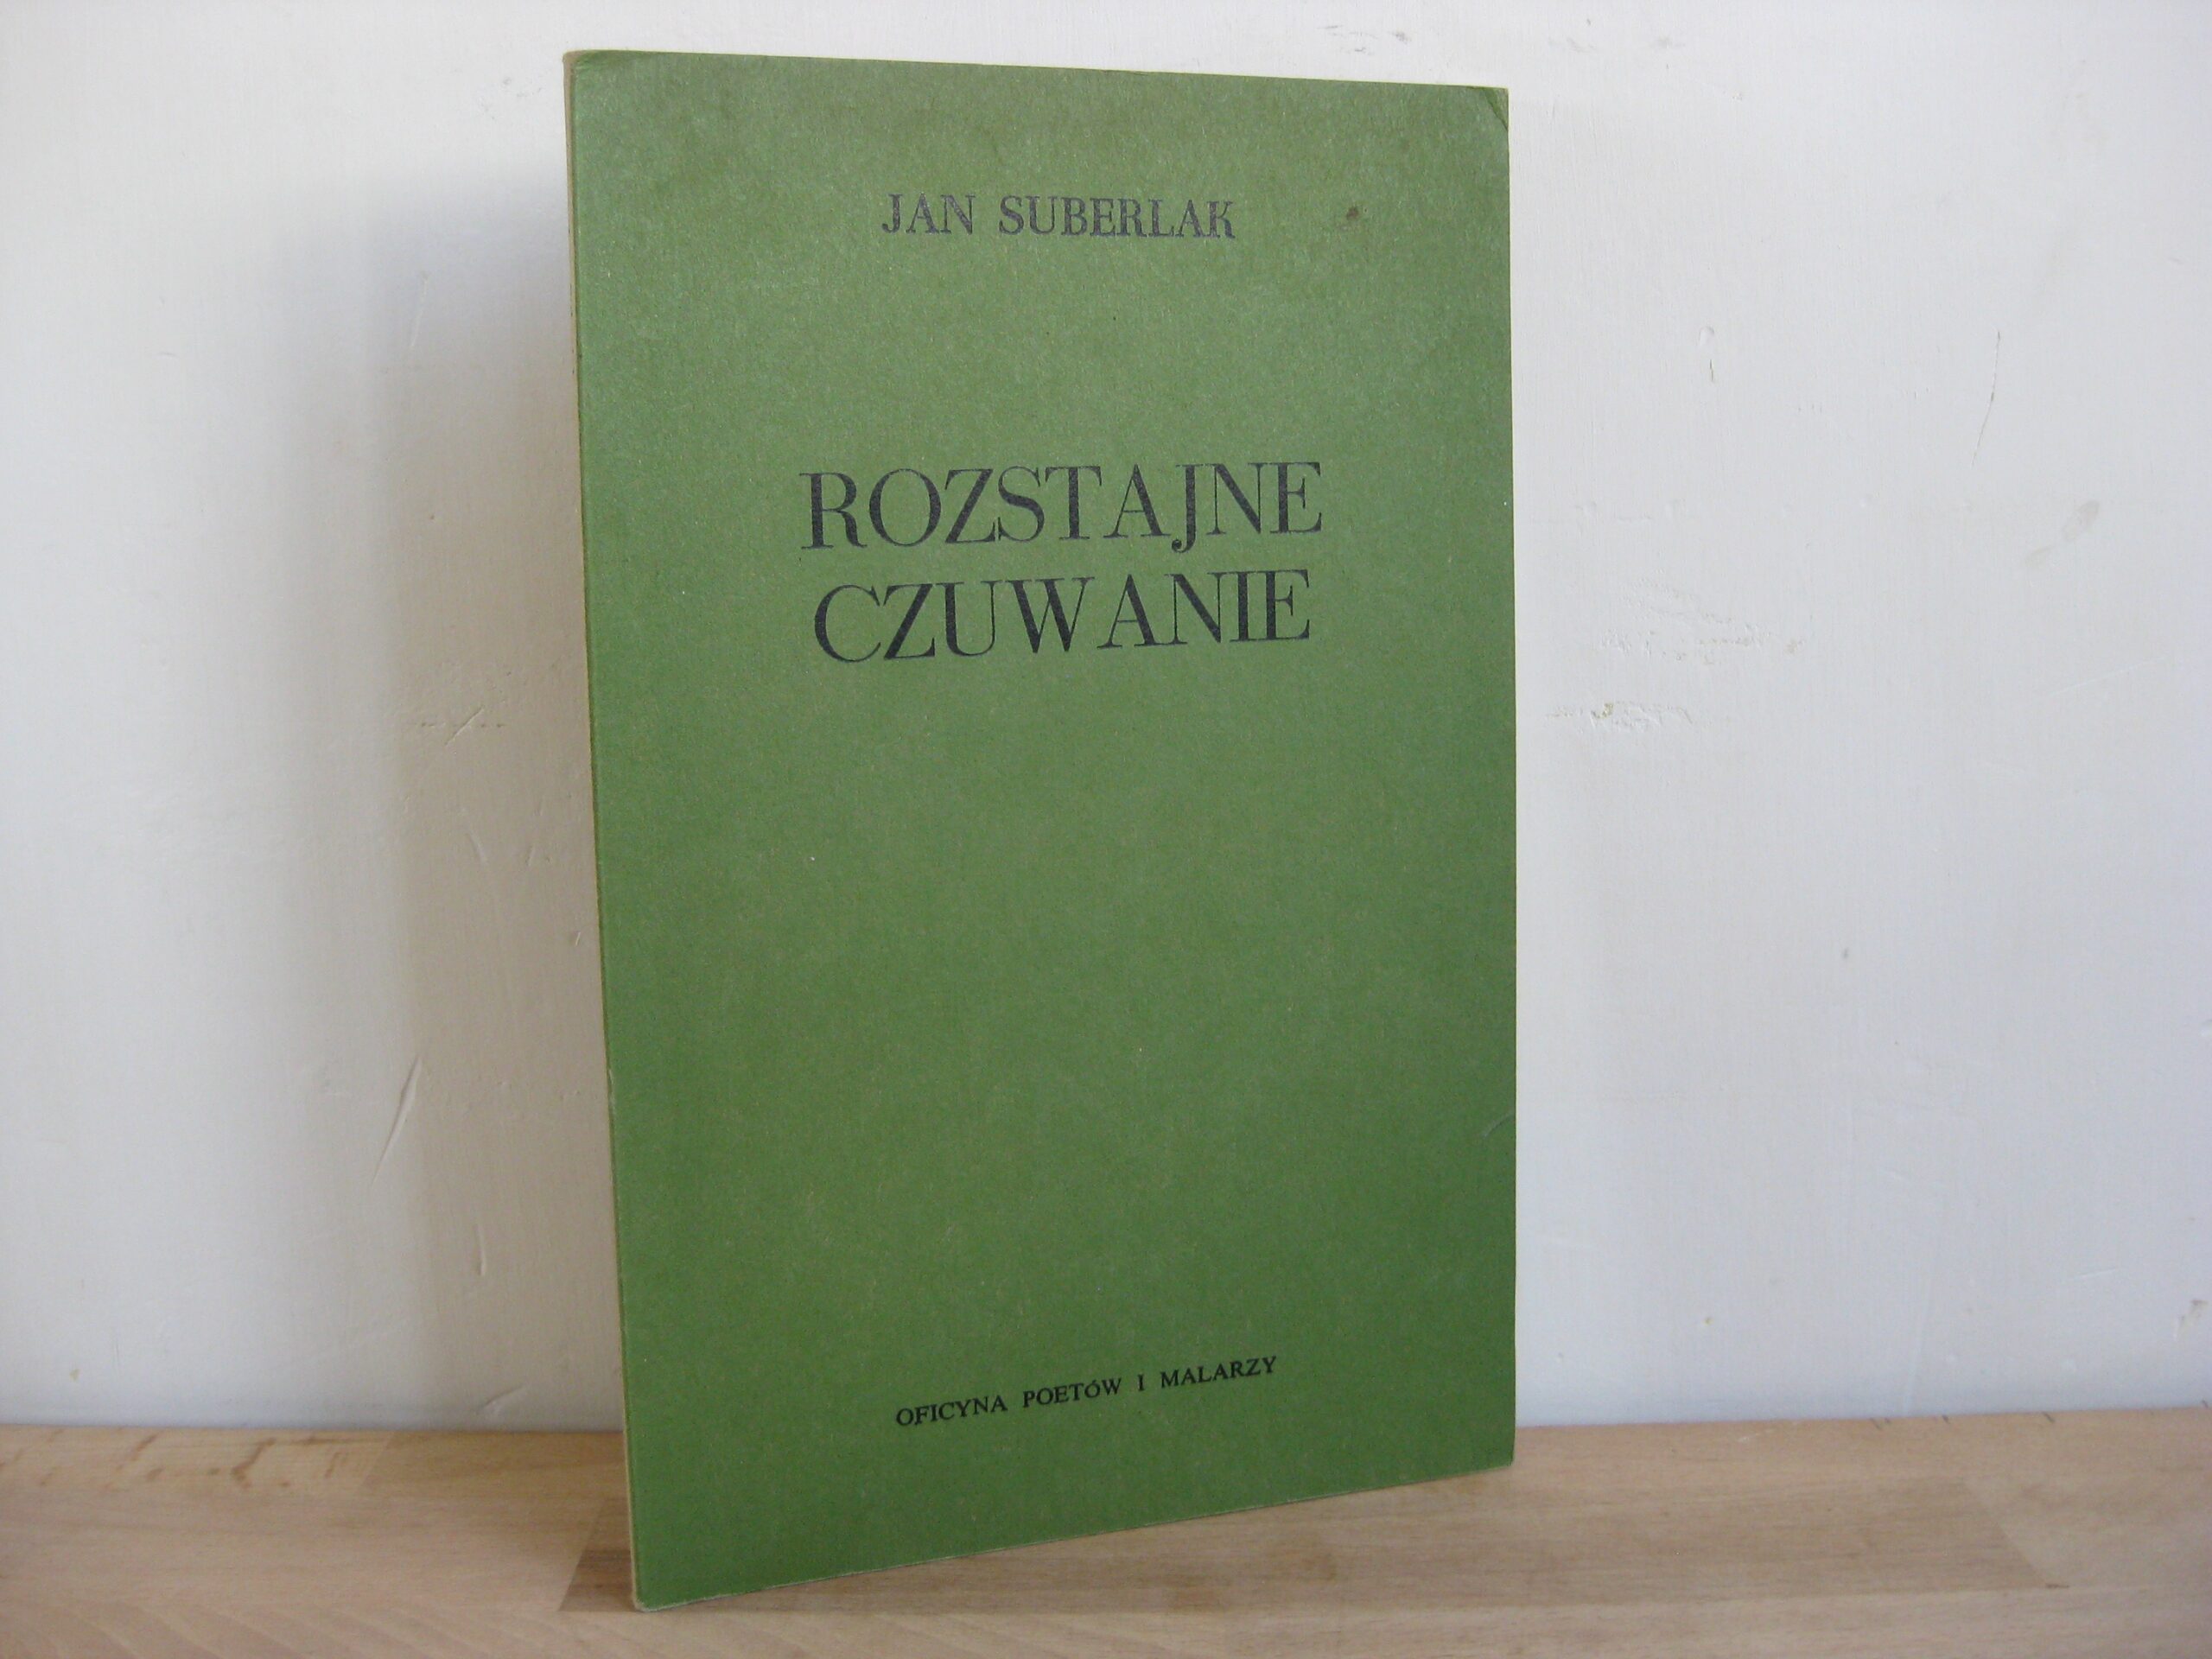 JAN SUBERLAK
ROZSTAJNE
CZUWANIE
OFICYNA POETÓW I MALARZY